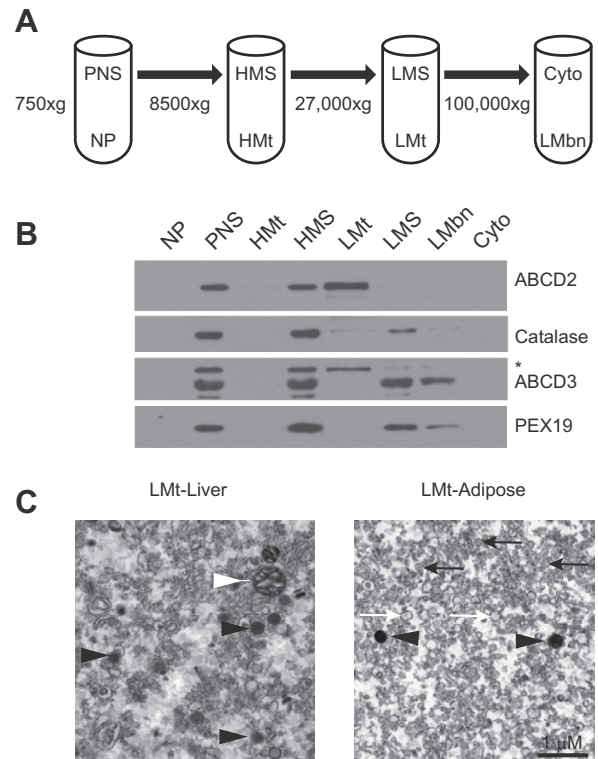 A
PNS
HMS
LMS
Cyto
750xg
8500xg
27,000xg
100,000xg
NP
HMt
LMt
LMbn
B
NP
PNS
HMt
HMS
LMt
LMS
LMbn
Cyto
ABCD2
Catalase
*
ABCD3
PEX19
C
LMt-Liver
LMt-Adipose
1 μM